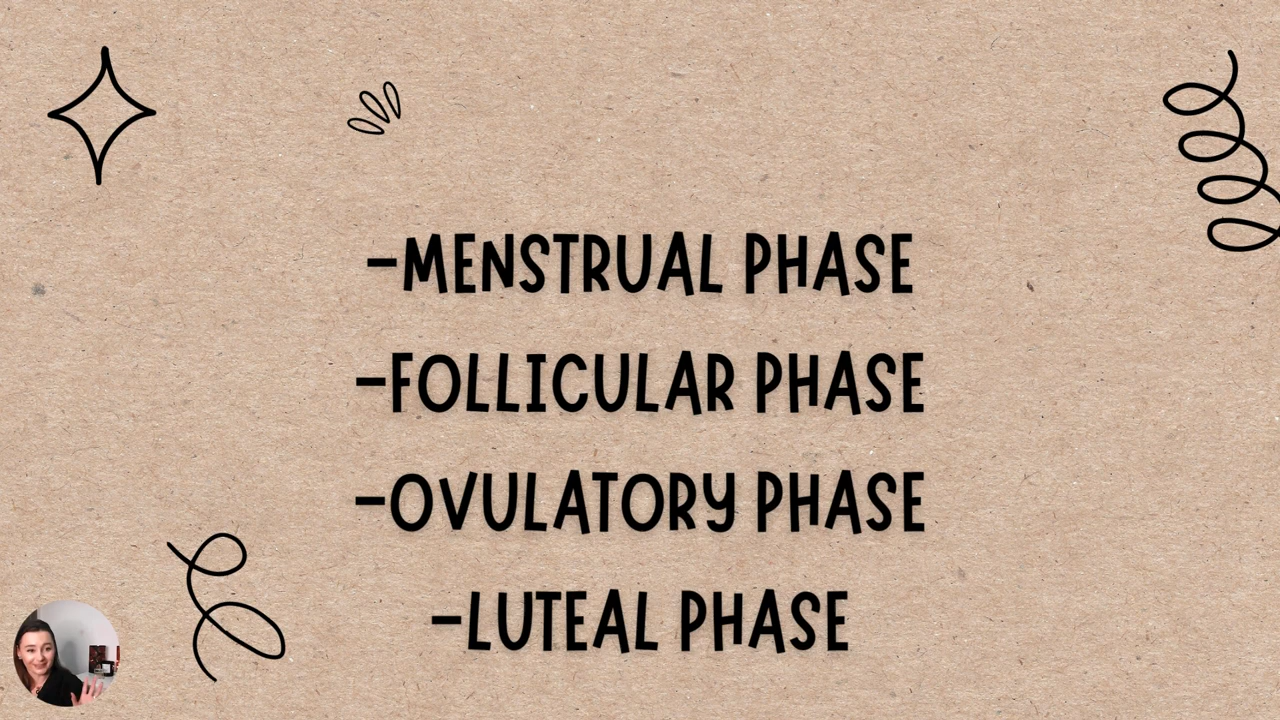 -MENSTRUAL PHASE
-FOLLICULAR PHASE
-OVULATORY PHASE
-LUTEAL PHASE